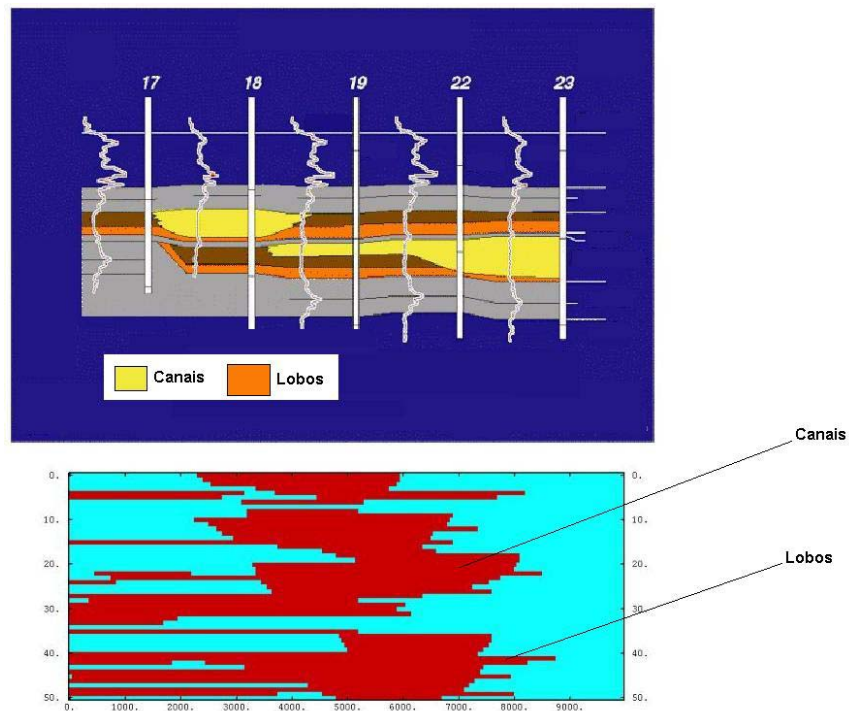 17 18 19 22 23
Canais Lobos
Canais
0. 0.
10. 10.
20. 20.
Lobos
30. 30.
40. 40.
50. 50.
0. 1000. 2000. 3000. 4000. 5000. 6000. 7000. 8000. 9000.